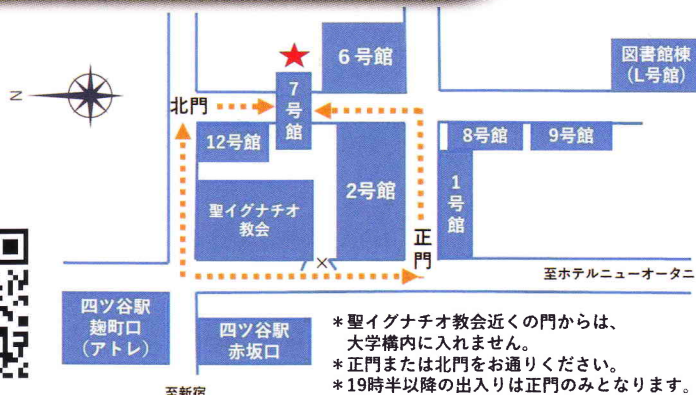 N
6号館
図書館棟
(L号館)
7号館
北門
12号館
8号館
9号館
2号館
1号館
聖イグナチオ
教会
正門
×
至ホテルニューオータニ
四ツ谷駅
麹町口
(アトレ)
四ツ谷駅
赤坂口
至新宿
＊聖イグナチオ教会近くの門からは、
大学構内に入れません。
＊正門または北門をお通りください。
＊19時半以降の出入りは正門のみとなります。